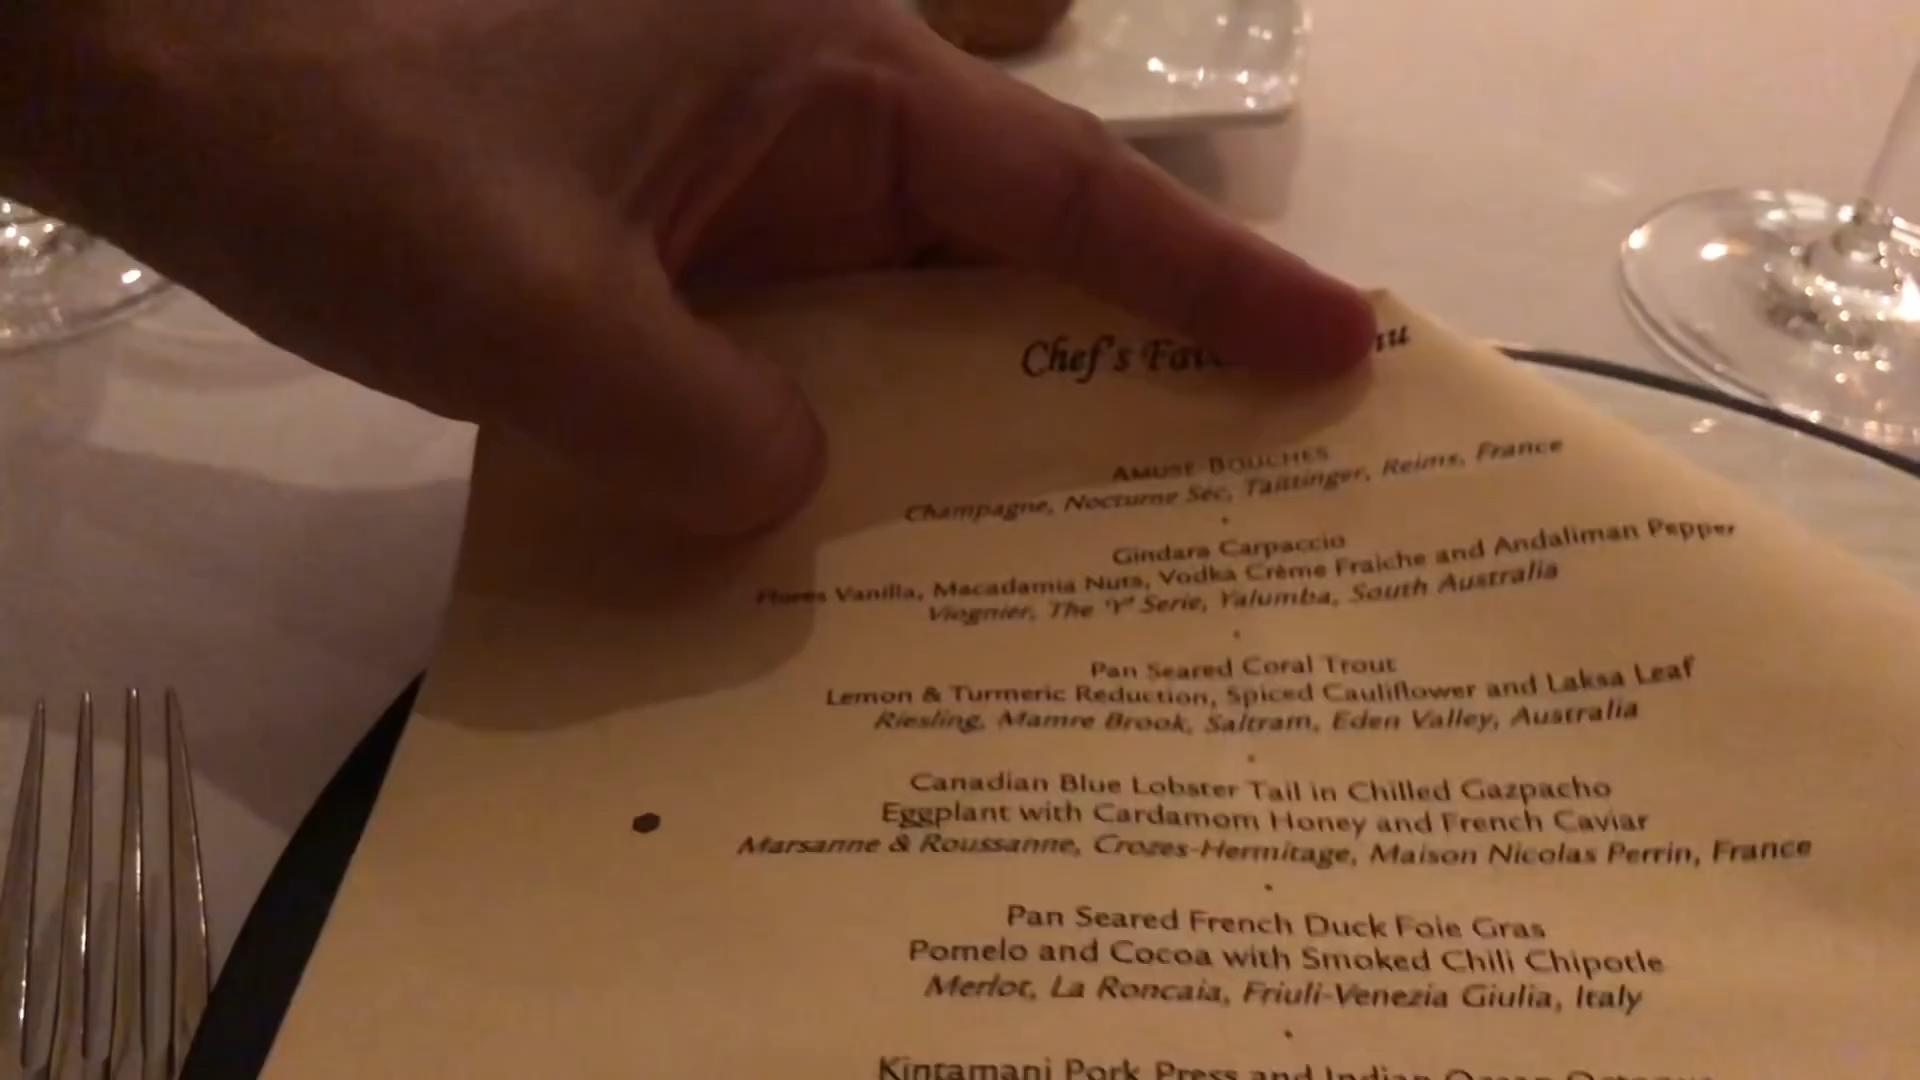 Chef's
AMUSE-BOUCHES
Champagne, Nocturne Sec, Taittinger, Reims, France
Gindara Carpaccio
Flores Vanilla, Macadamia Nuts, Vodka Crème Fraiche and Andaliman Pepper
Viognier, The 'Y' Serie, Yalumba, South Australia
Pan Seared Coral Trout
Lemon & Turmeric Reduction, Spiced Cauliflower and Laksa Leaf
Riesling, Mamre Brook, Saltram, Eden Valley, Australia
Canadian Blue Lobster Tail in Chilled Gazpacho
Eggplant with Cardamom Honey and French Caviar
Marsanne & Roussanne, Crozes-Hermitage, Maison Nicolas Perrin, France
Pan Seared French Duck Foie Gras
Pomelo and Cocoa with Smoked Chili Chipotle
Merlot, La Roncaia, Friuli-Venezia Giulia, Italy
Kintamani Pork Press and Indian Ocean